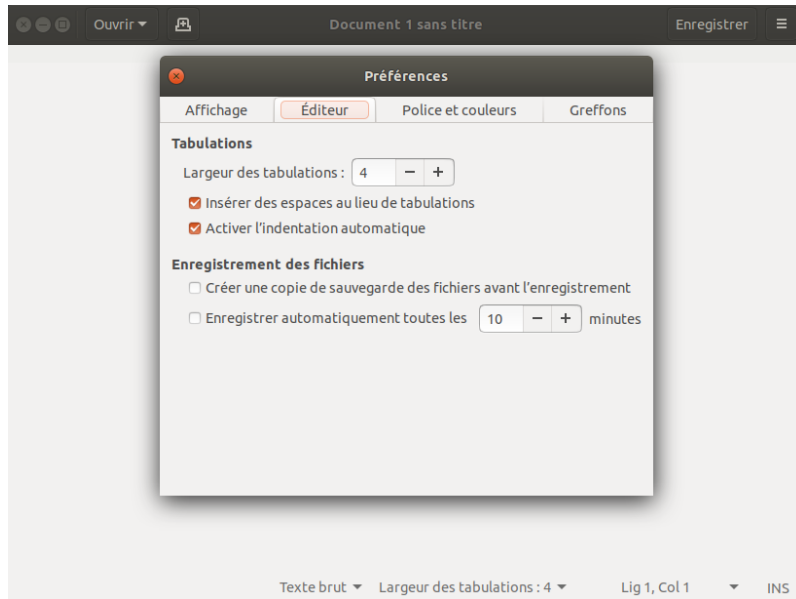 Ouvrir Document 1 sans titre Enregistrer
Préférences
Affichage Éditeur Police et couleurs Greffons
Tabulations
Largeur des tabulations : 4 − +
Insérer des espaces au lieu de tabulations
Activer l'indentation automatique
Enregistrement des fichiers
Créer une copie de sauvegarde des fichiers avant l'enregistrement
Enregistrer automatiquement toutes les 10 − + minutes
Texte brut Largeur des tabulations : 4 Lig 1, Col 1 INS